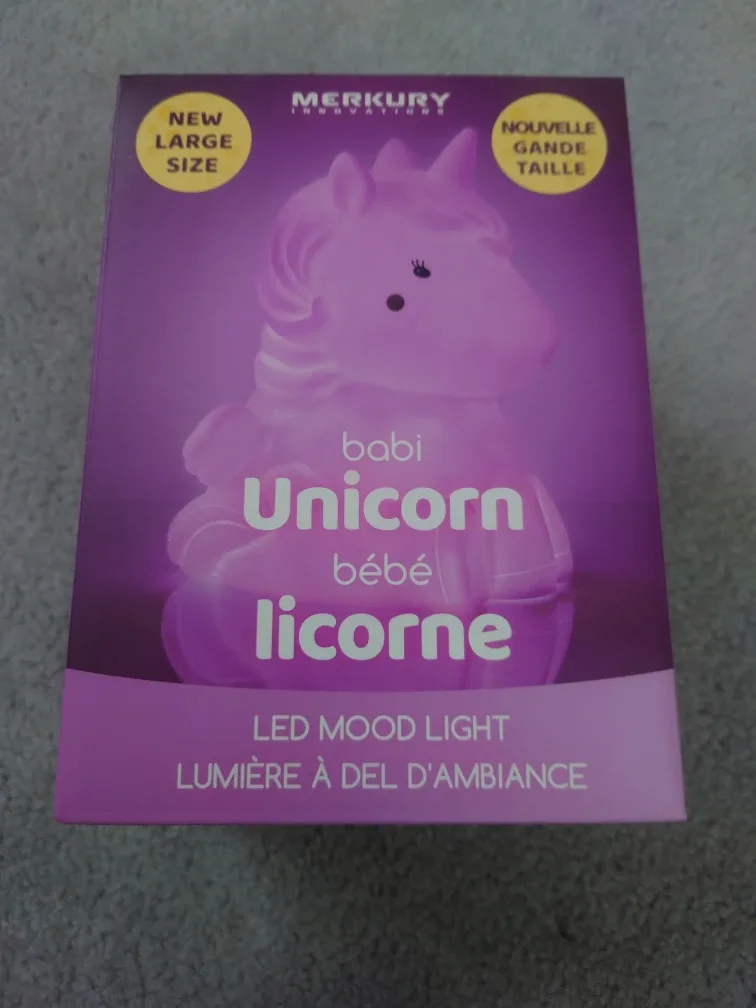 MERKURY
INNOVATIONS
NEW
LARGE
SIZE
NOUVELLE
GANDE
TAILLE
babi
Unicorn
bébé
licorne
LED MOOD LIGHT
LUMIÈRE À DEL D'AMBIANCE